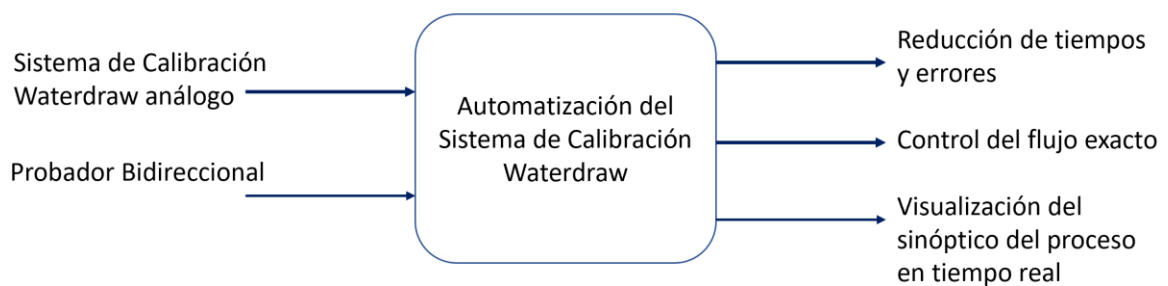 Sistema de Calibración
Waterdraw análogo
Probador Bidireccional
Automatización del
Sistema de Calibración
Waterdraw
Reducción de tiempos
y errores
Control del flujo exacto
Visualización del
sinóptico del proceso
en tiempo real